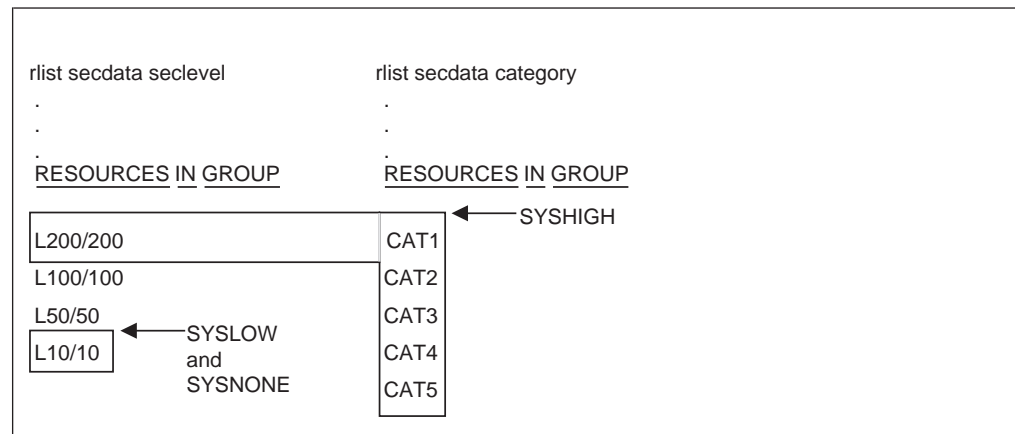 rlist secdata seclevel
.
.
.
RESOURCES IN GROUP
L200/200
L100/100
L50/50
L10/10
SYSLOW
and
SYSNONE
rlist secdata category
.
.
.
RESOURCES IN GROUP
SYSHIGH
CAT1
CAT2
CAT3
CAT4
CAT5